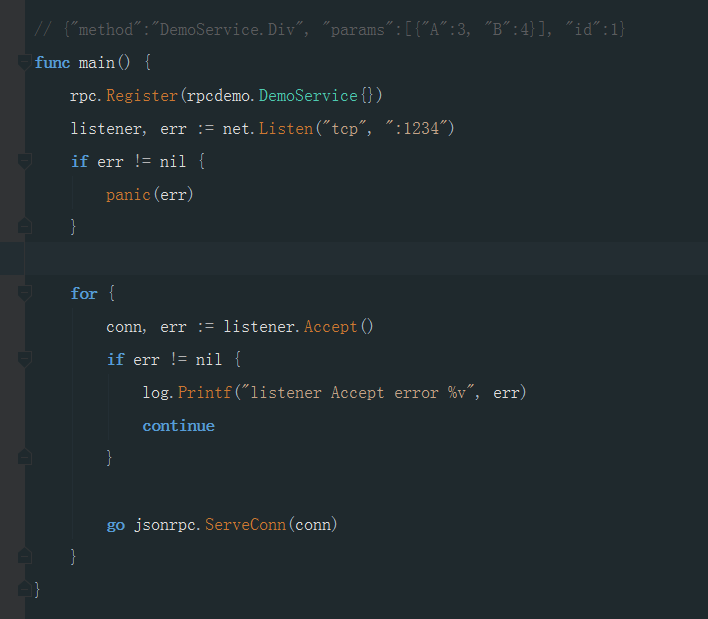 // {"method":"DemoService.Div", "params":[{"A":3, "B":4}], "id":1}
func main() {
    rpc.Register(rpcdemo.DemoService{})
    listener, err := net.Listen("tcp", ":1234")
    if err != nil {
        panic(err)
    }

    for {
        conn, err := listener.Accept()
        if err != nil {
            log.Printf("listener Accept error %v", err)
            continue
        }

        go jsonrpc.ServeConn(conn)
    }
}